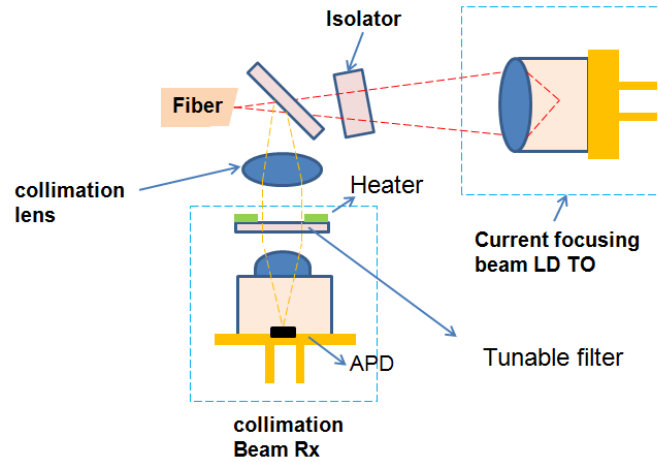 Isolator
Fiber
collimation
lens
Heater
Current focusing
beam LD TO
Tunable filter
APD
collimation
Beam Rx